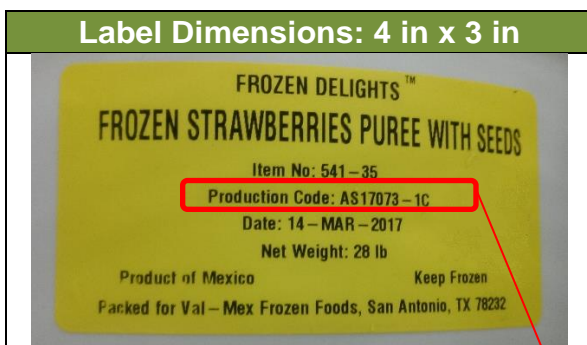 Label Dimensions: 4 in x 3 in
FROZEN DELIGHTS™
FROZEN STRAWBERRIES PUREE WITH SEEDS
Item No: 541-35
Production Code: AS17073-1C
Date: 14-MAR-2017
Net Weight: 28 lb
Product of Mexico Keep Frozen
Packed for Val-Mex Frozen Foods, San Antonio, TX 78232